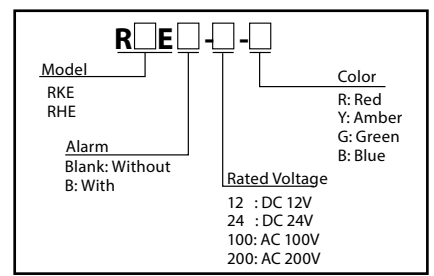 R□E□-□-□
Model
RKE
RHE
Alarm
Blank: Without
B: With
Rated Voltage
12 : DC 12V
24 : DC 24V
100: AC 100V
200: AC 200V
Color
R: Red
Y: Amber
G: Green
B: Blue